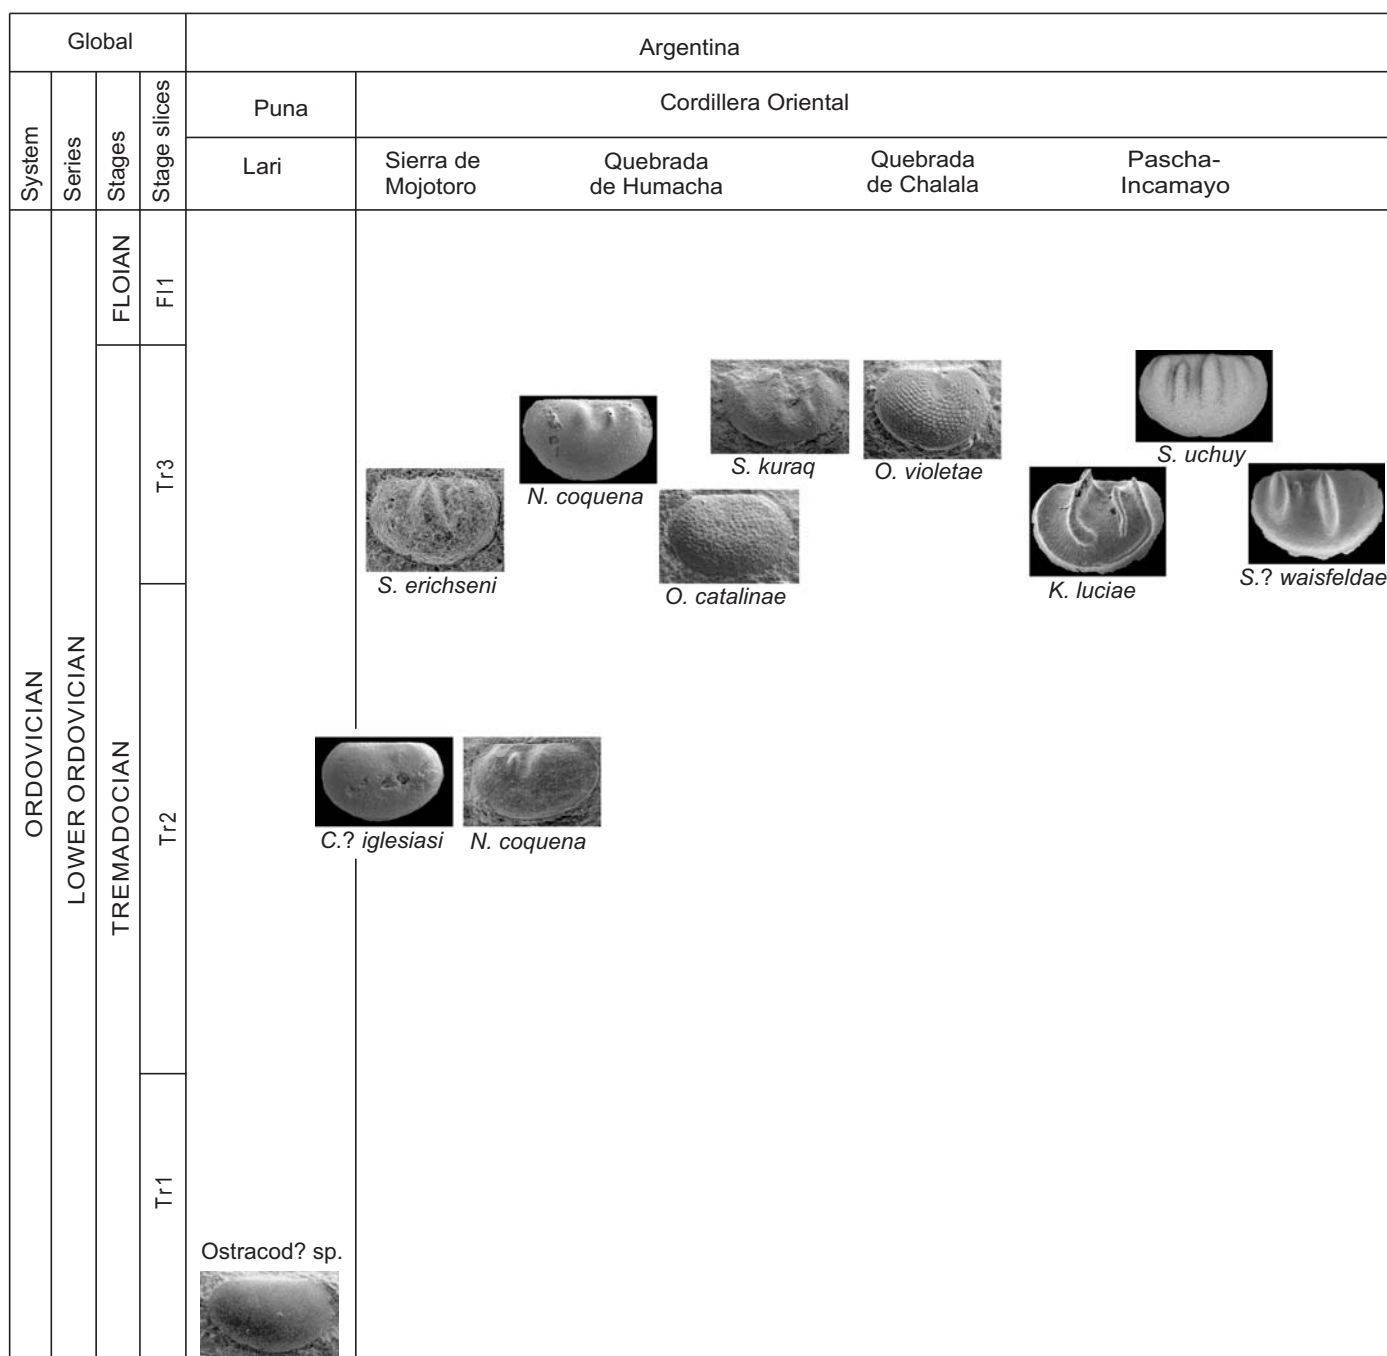 Global
Argentina
System
Series
Stages
Stage slices
Puna
Cordillera Oriental
Lari
Sierra de
Mojotoro
Quebrada
de Humacha
Quebrada
de Chalala
Pascha-
Incamayo
ORDOVICIAN
LOWER ORDOVICIAN
FLOIAN
TREMADOCIAN
Fl1
Tr3
Tr2
Tr1
S. erichseni
N. coquena
O. catalinae
S. kuraq
O. violetae
K. luciae
S. uchuy
S.? waisfeldae
C.? iglesiasi
N. coquena
Ostracod? sp.